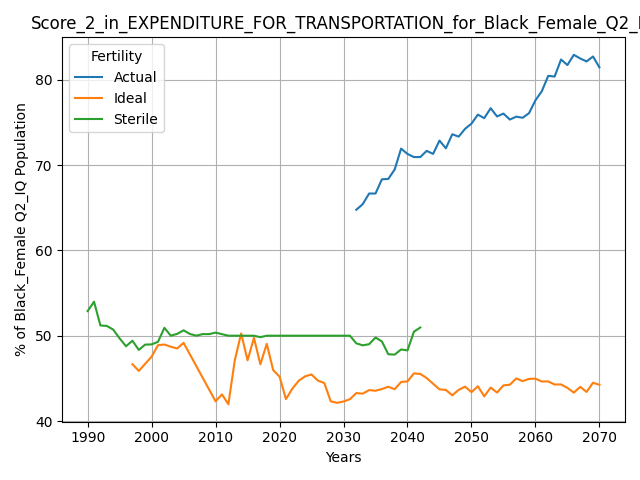 Score_2_in_EXPENDITURE_FOR_TRANSPORTATION_for_Black_Female_Q2_I
Fertility
Actual
Ideal
Sterile
% of Black_Female Q2_IQ Population
80
70
60
50
40
1990 2000 2010 2020 2030 2040 2050 2060 2070
Years